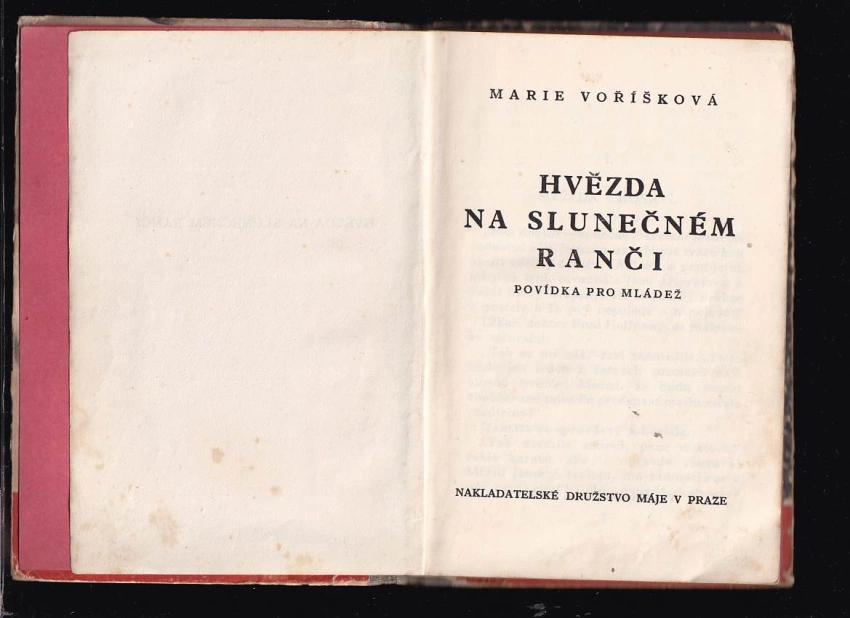 MARIE VOŘÍŠKOVÁ
HVĚZDA
NA SLUNEČNÉM
RANČI
POVÍDKA PRO MLÁDEŽ
NAKLADATELSKÉ DRUŽSTVO MÁJE V PRAZE